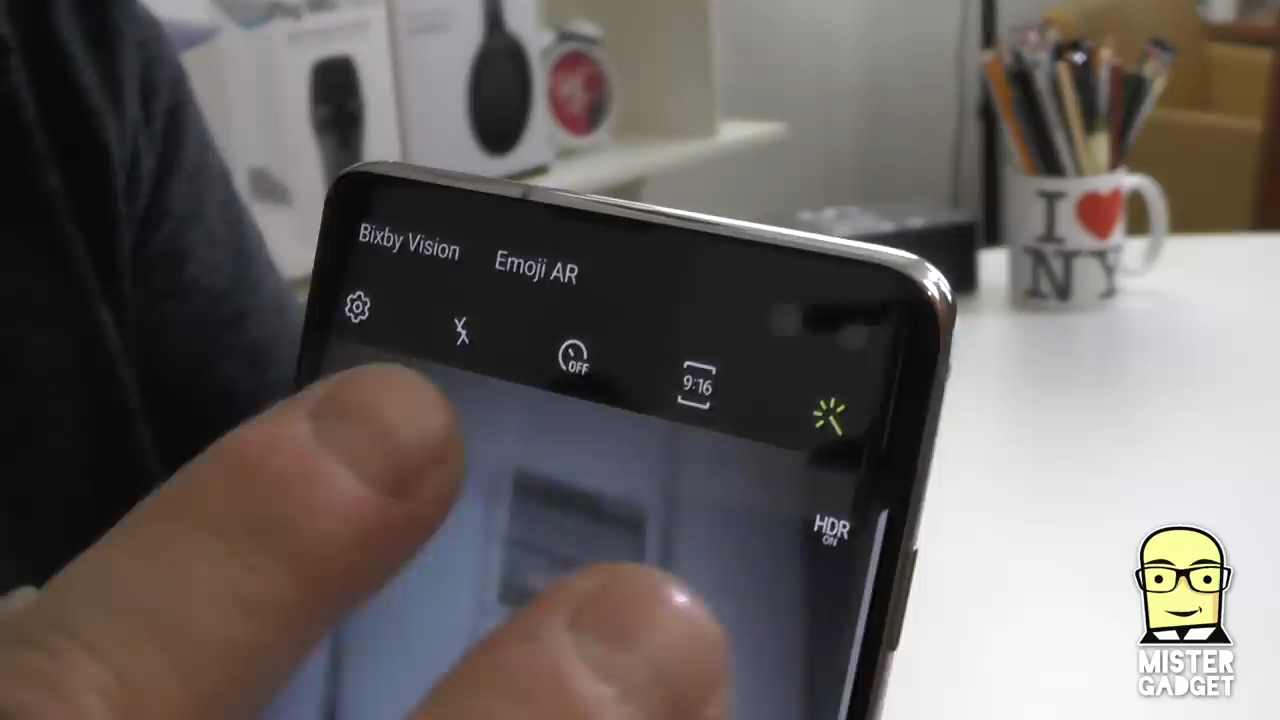 Bixby Vision
Emoji AR
OFF
9:16
HDR
ON
I ♥
NY
MISTER
GADGET